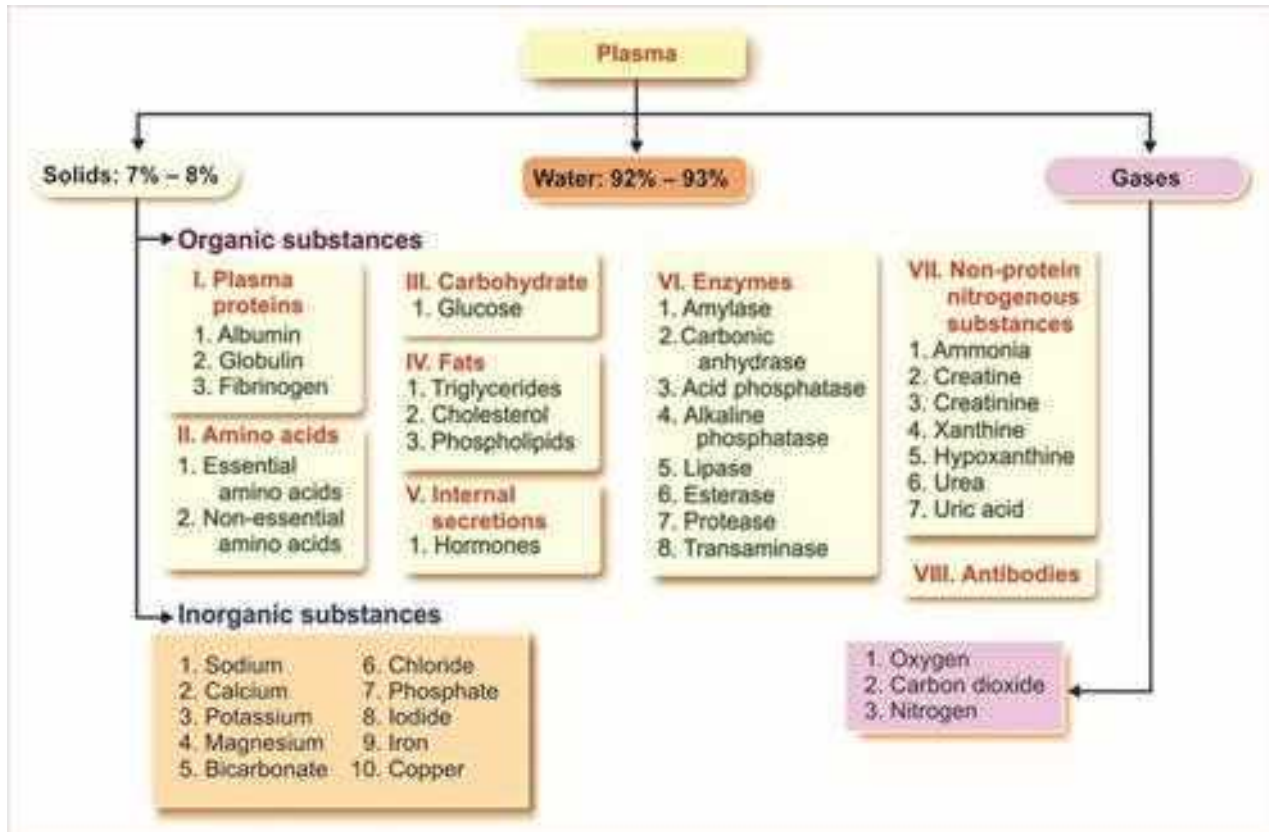 Plasma
Solids: 7% – 8%
Water: 92% – 93%
Gases
Organic substances
I. Plasma
proteins
1. Albumin
2. Globulin
3. Fibrinogen
II. Amino acids
1. Essential
amino acids
2. Non-essential
amino acids
III. Carbohydrate
1. Glucose
IV. Fats
1. Triglycerides
2. Cholesterol
3. Phospholipids
V. Internal
secretions
1. Hormones
VI. Enzymes
1. Amylase
2. Carbonic
anhydrase
3. Acid phosphatase
4. Alkaline
phosphatase
5. Lipase
6. Esterase
7. Protease
8. Transaminase
VII. Non-protein
nitrogenous
substances
1. Ammonia
2. Creatine
3. Creatinine
4. Xanthine
5. Hypoxanthine
6. Urea
7. Uric acid
VIII. Antibodies
Inorganic substances
1. Sodium
2. Calcium
3. Potassium
4. Magnesium
5. Bicarbonate
6. Chloride
7. Phosphate
8. Iodide
9. Iron
10. Copper
1. Oxygen
2. Carbon dioxide
3. Nitrogen